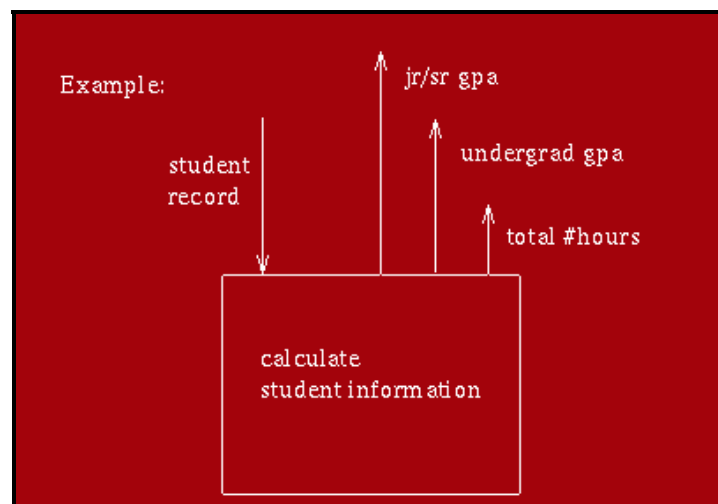 Example:
jr/sr gpa
student
record
undergrad gpa
total #hours
calculate
student information